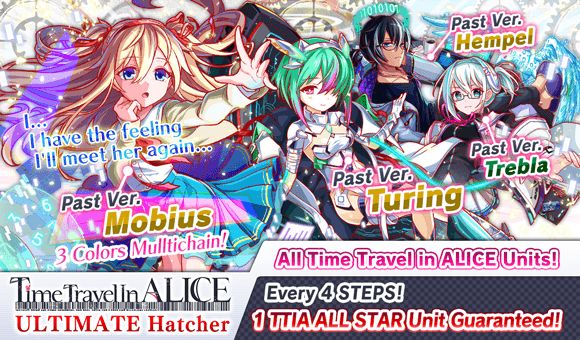 Past Ver.
Hempel
I...
I have the feeling
I'll meet her again...
Past Ver.
Trebla
Past Ver.
Turing
Past Ver.
Mobius
3 Colors Mulltichain!
All Time Travel in ALICE Units!
Time Travel In ALICE
ULTIMATE Hatcher
Every 4 STEPS!
1 TTIA ALL STAR Unit Guaranteed!